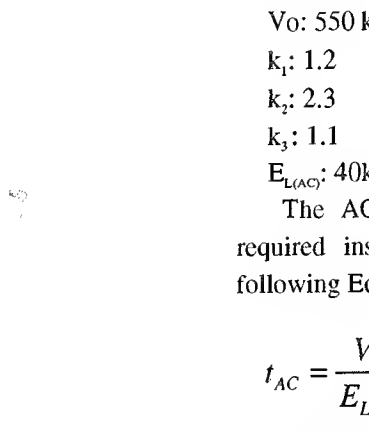 Vo: 550 k
k₁: 1.2
k₂: 2.3
k₃: 1.1
E_L(AC): 40k
The AC
required ins
following Eq
t_AC = V / E_L